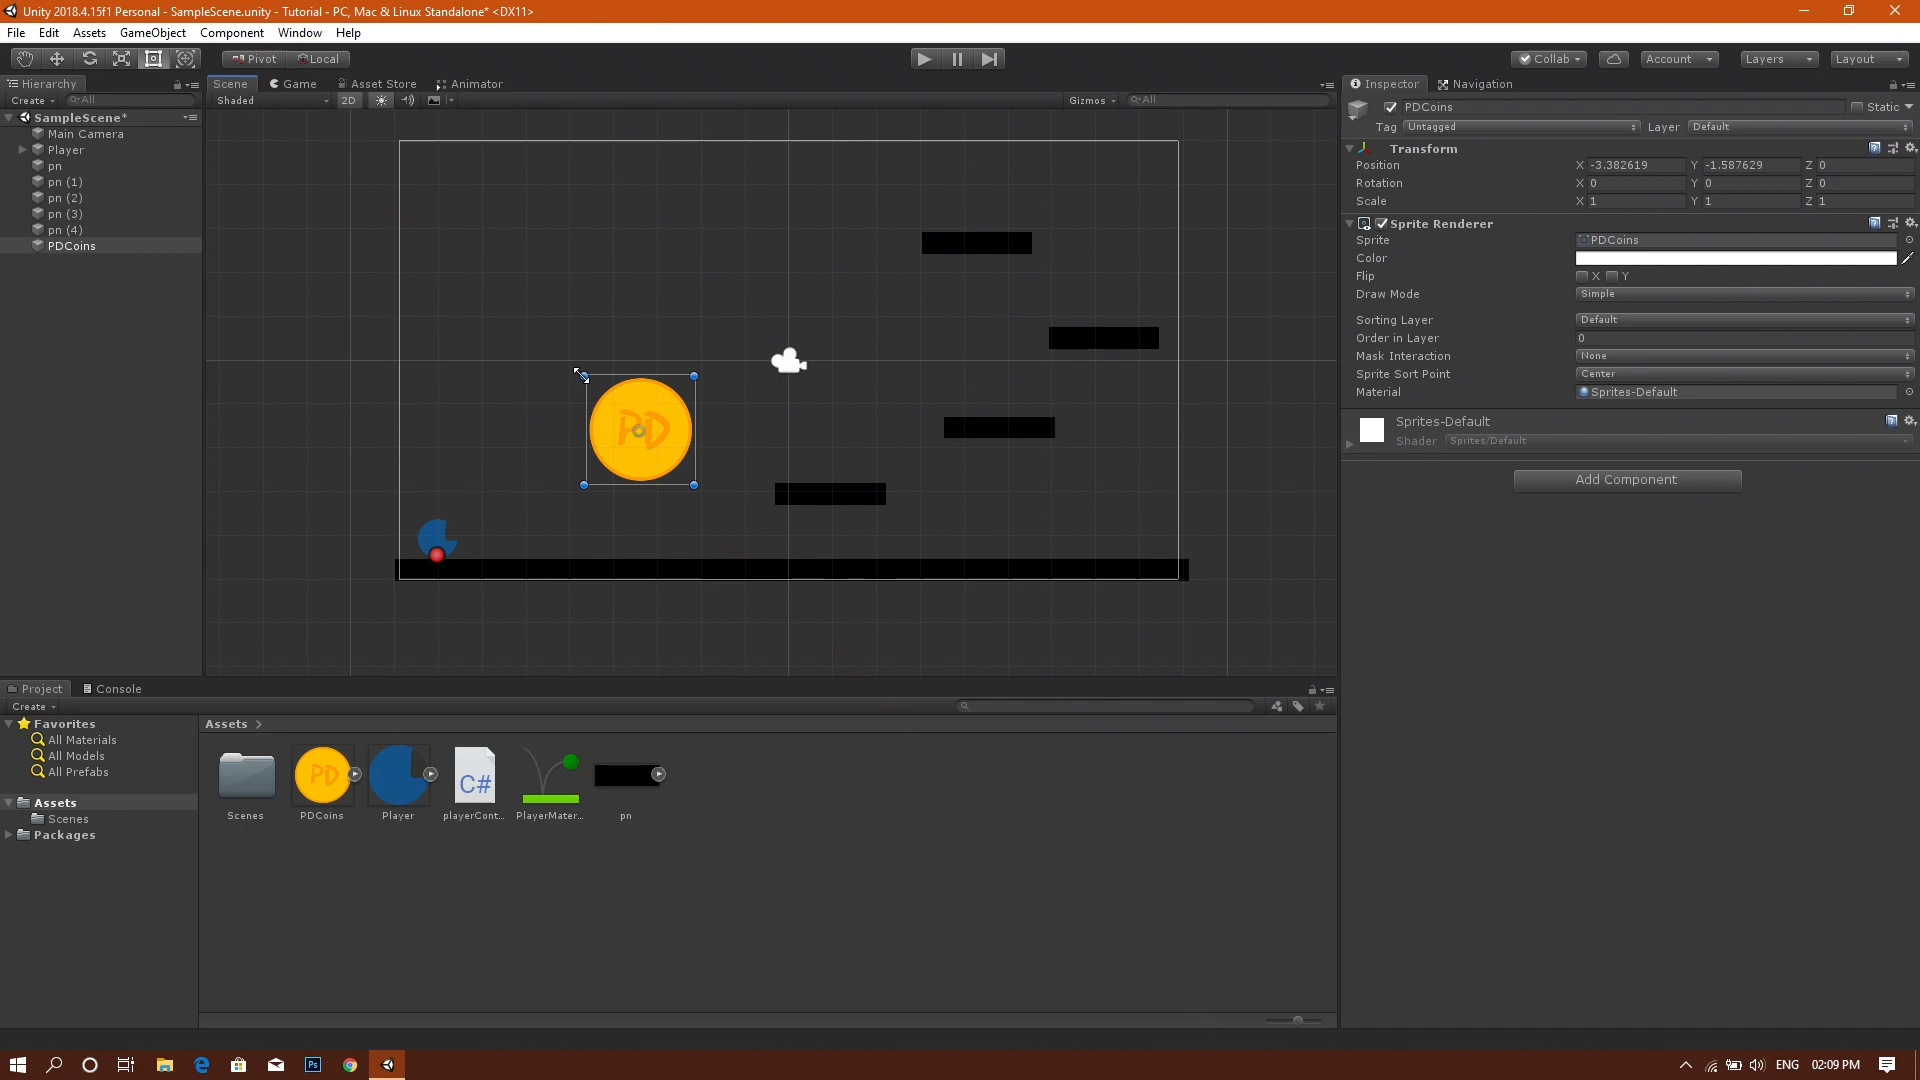 Unity 2018.4.15f1 Personal - SampleScene.unity - Tutorial - PC, Mac & Linux Standalone* <DX11>
File Edit Assets GameObject Component Window Help
Pivot Local Collab Account Layers Layout
Hierarchy
Create All
SampleScene*
Main Camera
Player
pn
pn (1)
pn (2)
pn (3)
pn (4)
PDCoins
Scene Game Asset Store Animator
Shaded 2D Gizmos All
PD
Inspector Navigation
PDCoins Static
Tag Untagged Layer Default
Transform
Position X -3.382619 Y -1.587629 Z 0
Rotation X 0 Y 0 Z 0
Scale X 1 Y 1 Z 1
Sprite Renderer
Sprite PDCoins
Color
Flip X Y
Draw Mode Simple
Sorting Layer Default
Order in Layer 0
Mask Interaction None
Sprite Sort Point Center
Material Sprites-Default
Sprites-Default
Shader Sprites/Default
Add Component
Project Console
Create
Favorites
All Materials
All Models
All Prefabs
Assets
Scenes
Packages
Assets
PD
C#
Scenes PDCoins Player playerCont... PlayerMater... pn
Ps
ENG 02:09 PM